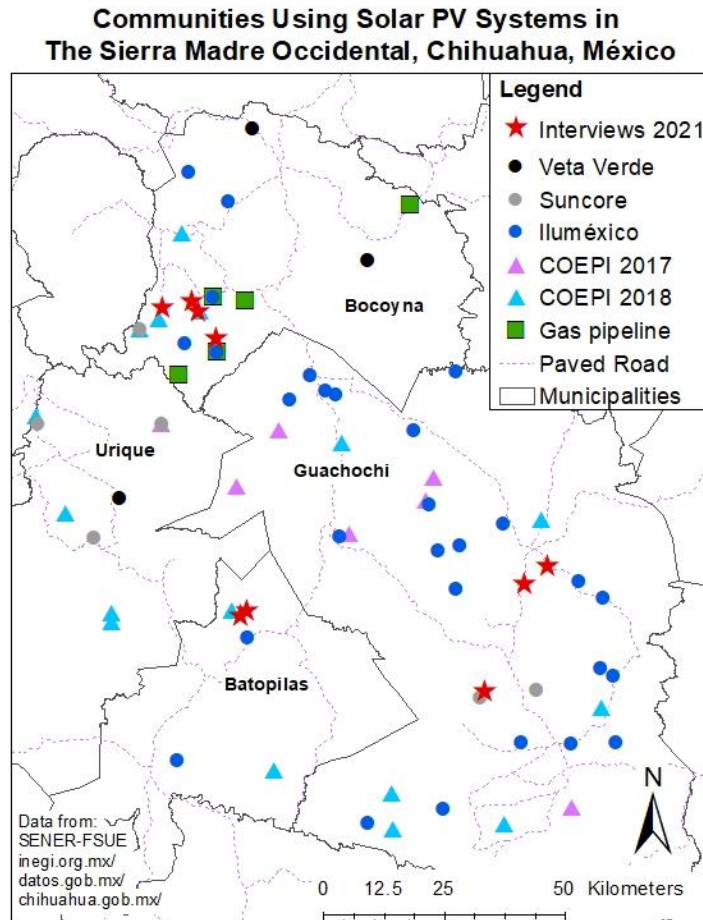 Communities Using Solar PV Systems in
The Sierra Madre Occidental, Chihuahua, México
Legend
Interviews 2021
Veta Verde
Suncore
Iluméxico
COEPI 2017
COEPI 2018
Gas pipeline
Paved Road
Municipalities
Bocoyna
Urique
Guachochi
Batopilas
N
Data from:
SENER-FSUE
inegi.org.mx/
datos.gob.mx/
chihuahua.gob.mx/
0 12.5 25 50 Kilometers